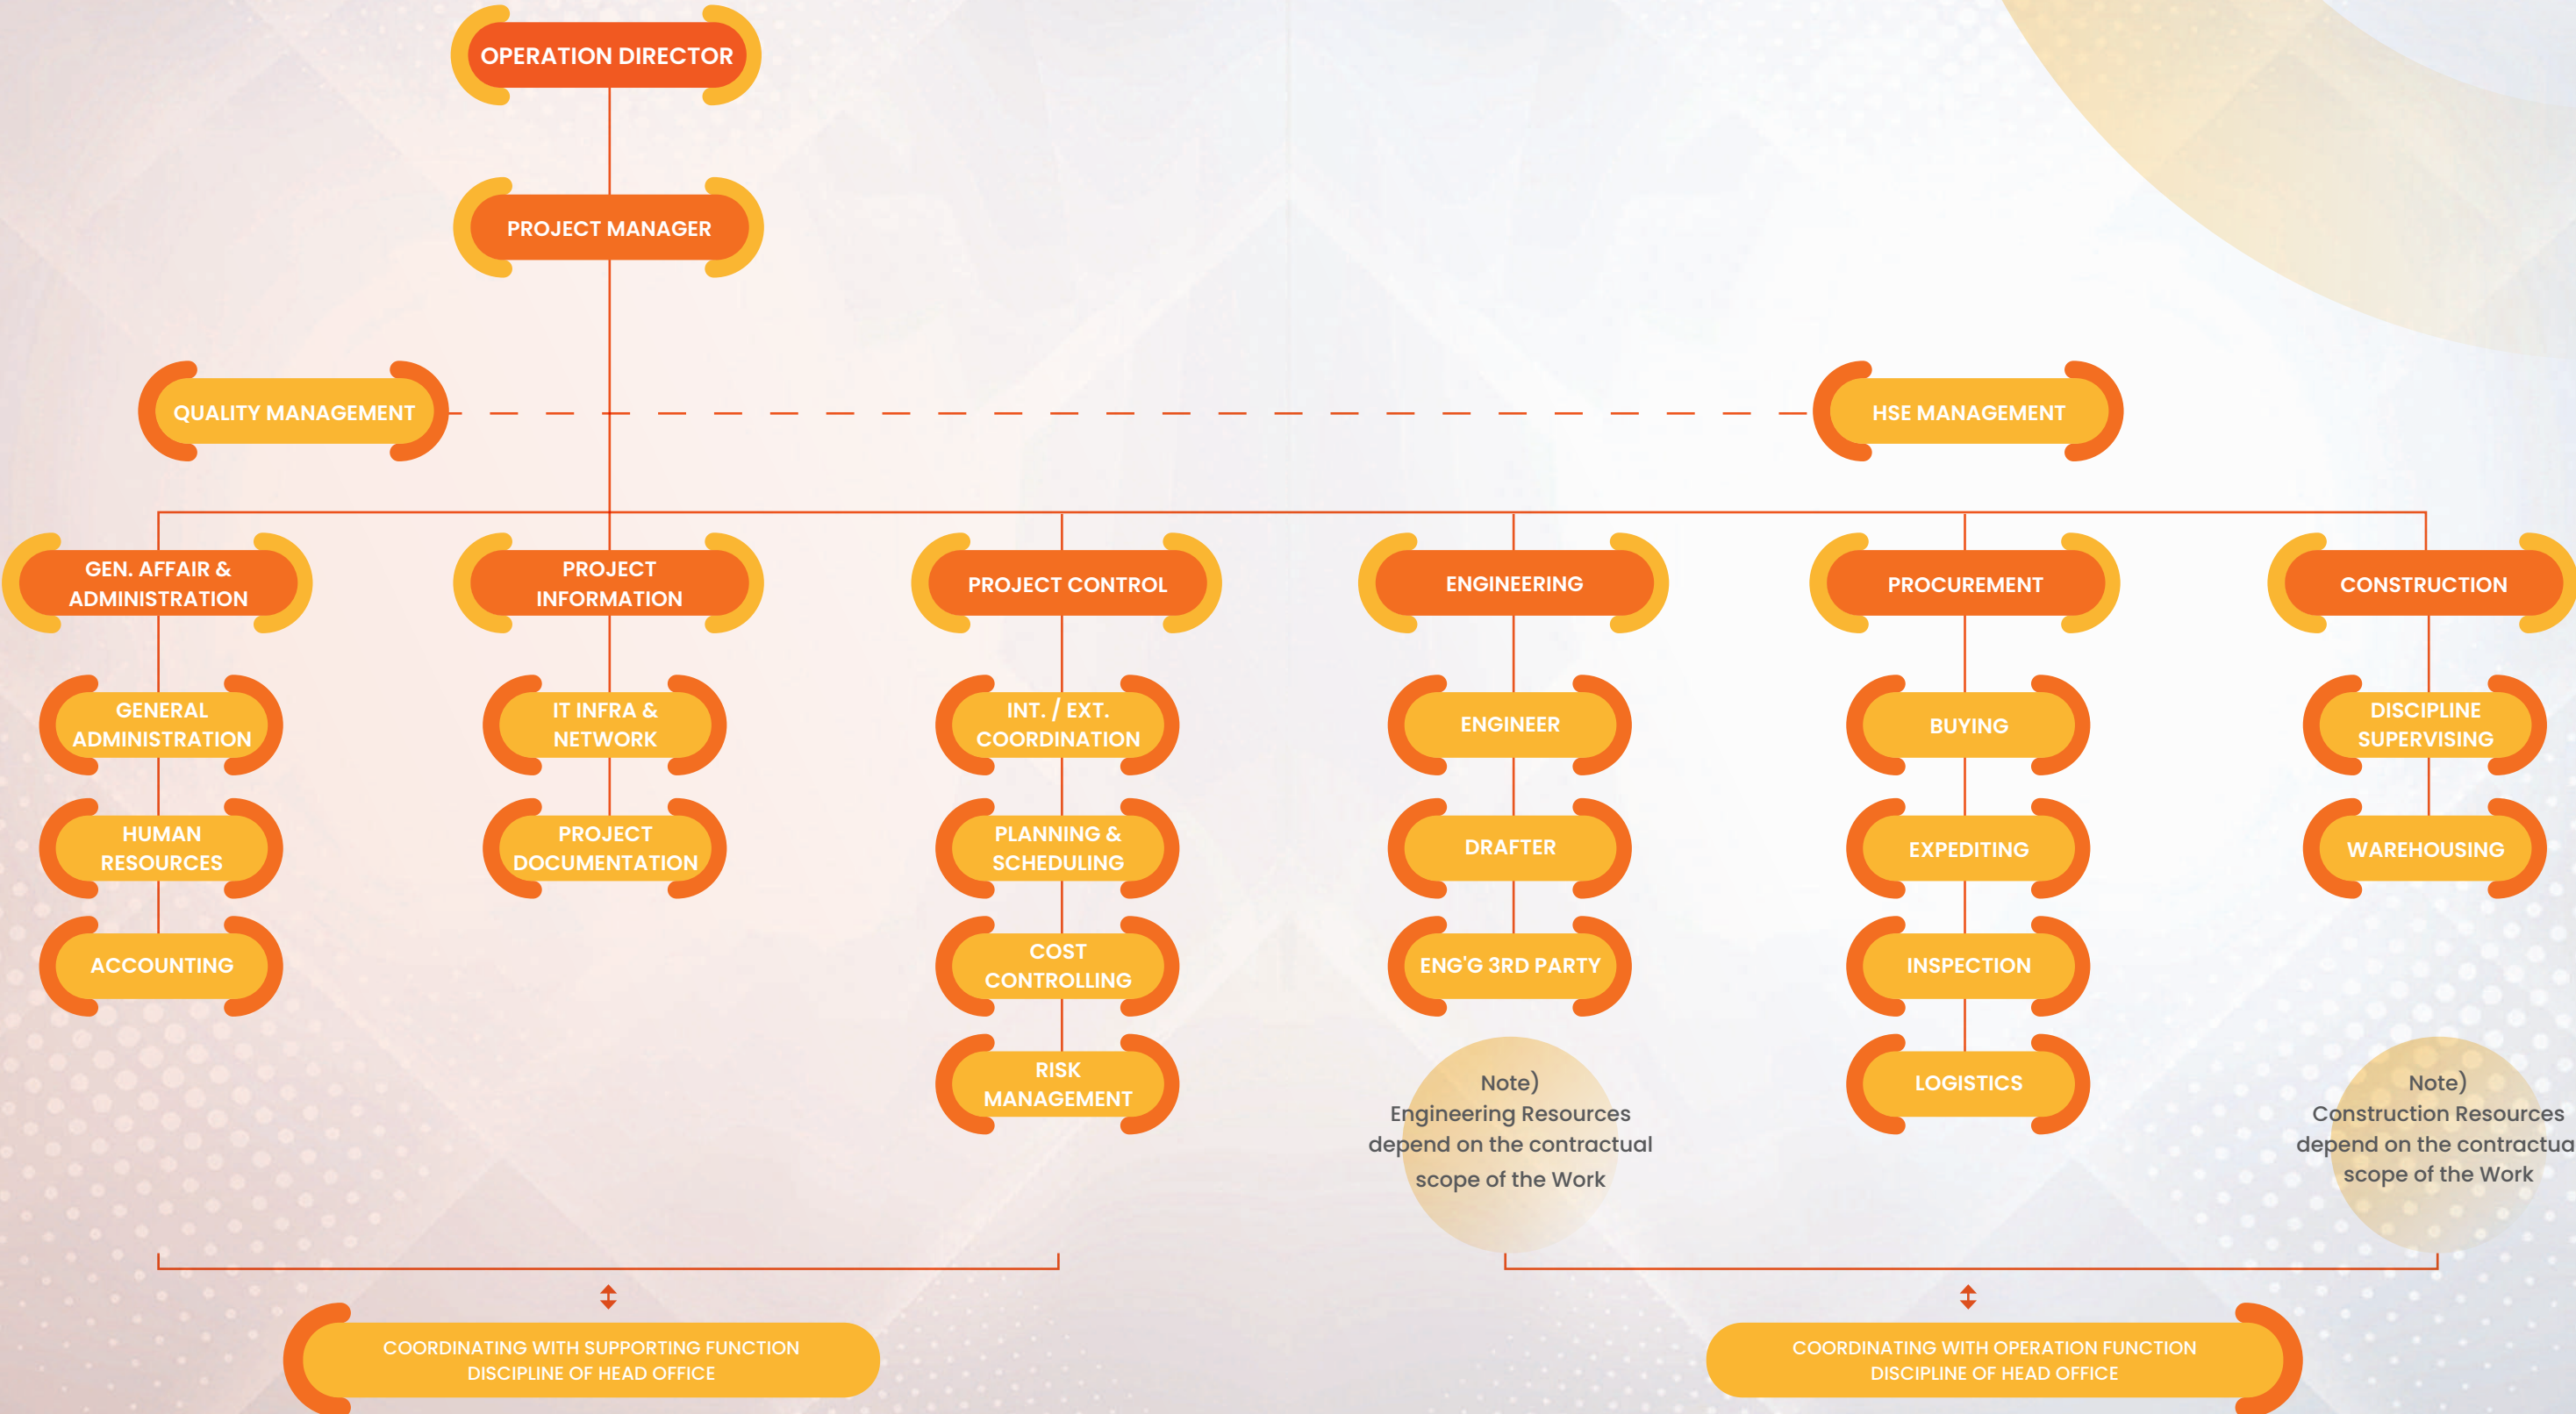 OPERATION DIRECTOR
PROJECT MANAGER
QUALITY MANAGEMENT
HSE MANAGEMENT
GEN. AFFAIR &
ADMINISTRATION
GENERAL
ADMINISTRATION
HUMAN
RESOURCES
ACCOUNTING
PROJECT
INFORMATION
IT INFRA &
NETWORK
PROJECT
DOCUMENTATION
PROJECT CONTROL
INT. / EXT.
COORDINATION
PLANNING &
SCHEDULING
COST
CONTROLLING
RISK
MANAGEMENT
ENGINEERING
ENGINEER
DRAFTER
ENG'G 3RD PARTY
Note)
Engineering Resources
depend on the contractual
scope of the Work
PROCUREMENT
BUYING
EXPEDITING
INSPECTION
LOGISTICS
CONSTRUCTION
DISCIPLINE
SUPERVISING
WAREHOUSING
Note)
Construction Resources
depend on the contractua
scope of the Work
COORDINATING WITH SUPPORTING FUNCTION
DISCIPLINE OF HEAD OFFICE
COORDINATING WITH OPERATION FUNCTION
DISCIPLINE OF HEAD OFFICE